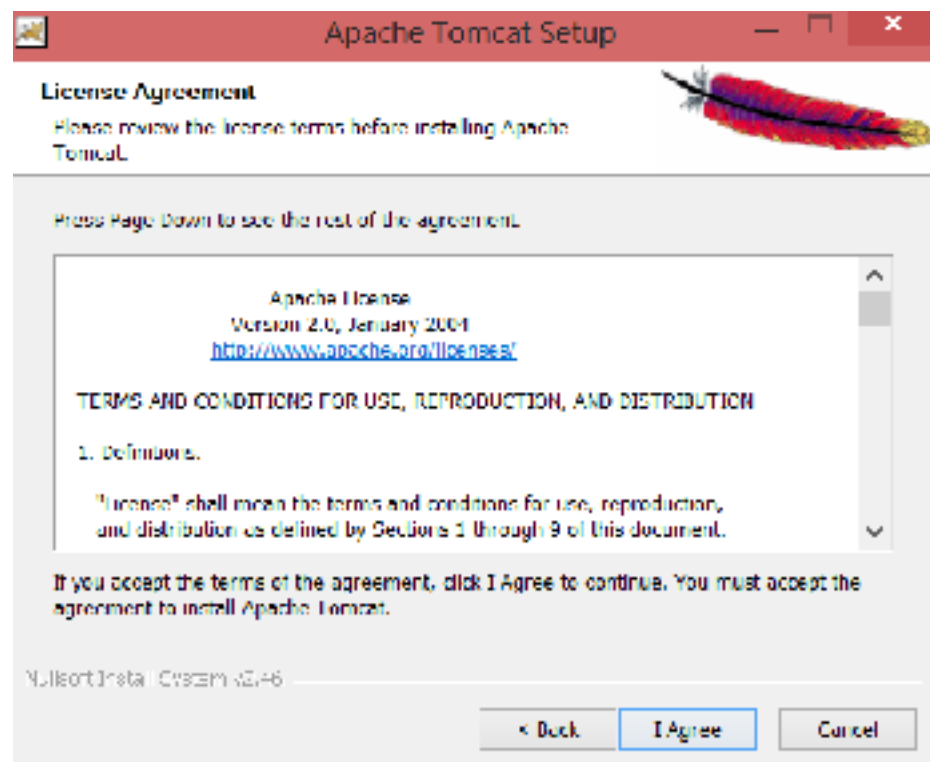 Apache Tomcat Setup
License Agreement
Please review the license terms before installing Apache
Tomcat.
Press Page Down to see the rest of the agreement.
Apache License
Version 2.0, January 2004
http://www.apache.org/licenses/
TERMS AND CONDITIONS FOR USE, REPRODUCTION, AND DISTRIBUTION
1. Definitions.
"License" shall mean the terms and conditions for use, reproduction,
and distribution as defined by Sections 1 through 9 of this document.
If you accept the terms of the agreement, click I Agree to continue. You must accept the
agreement to install Apache Tomcat.
Nullsoft Install System v2.46
< Back
I Agree
Cancel